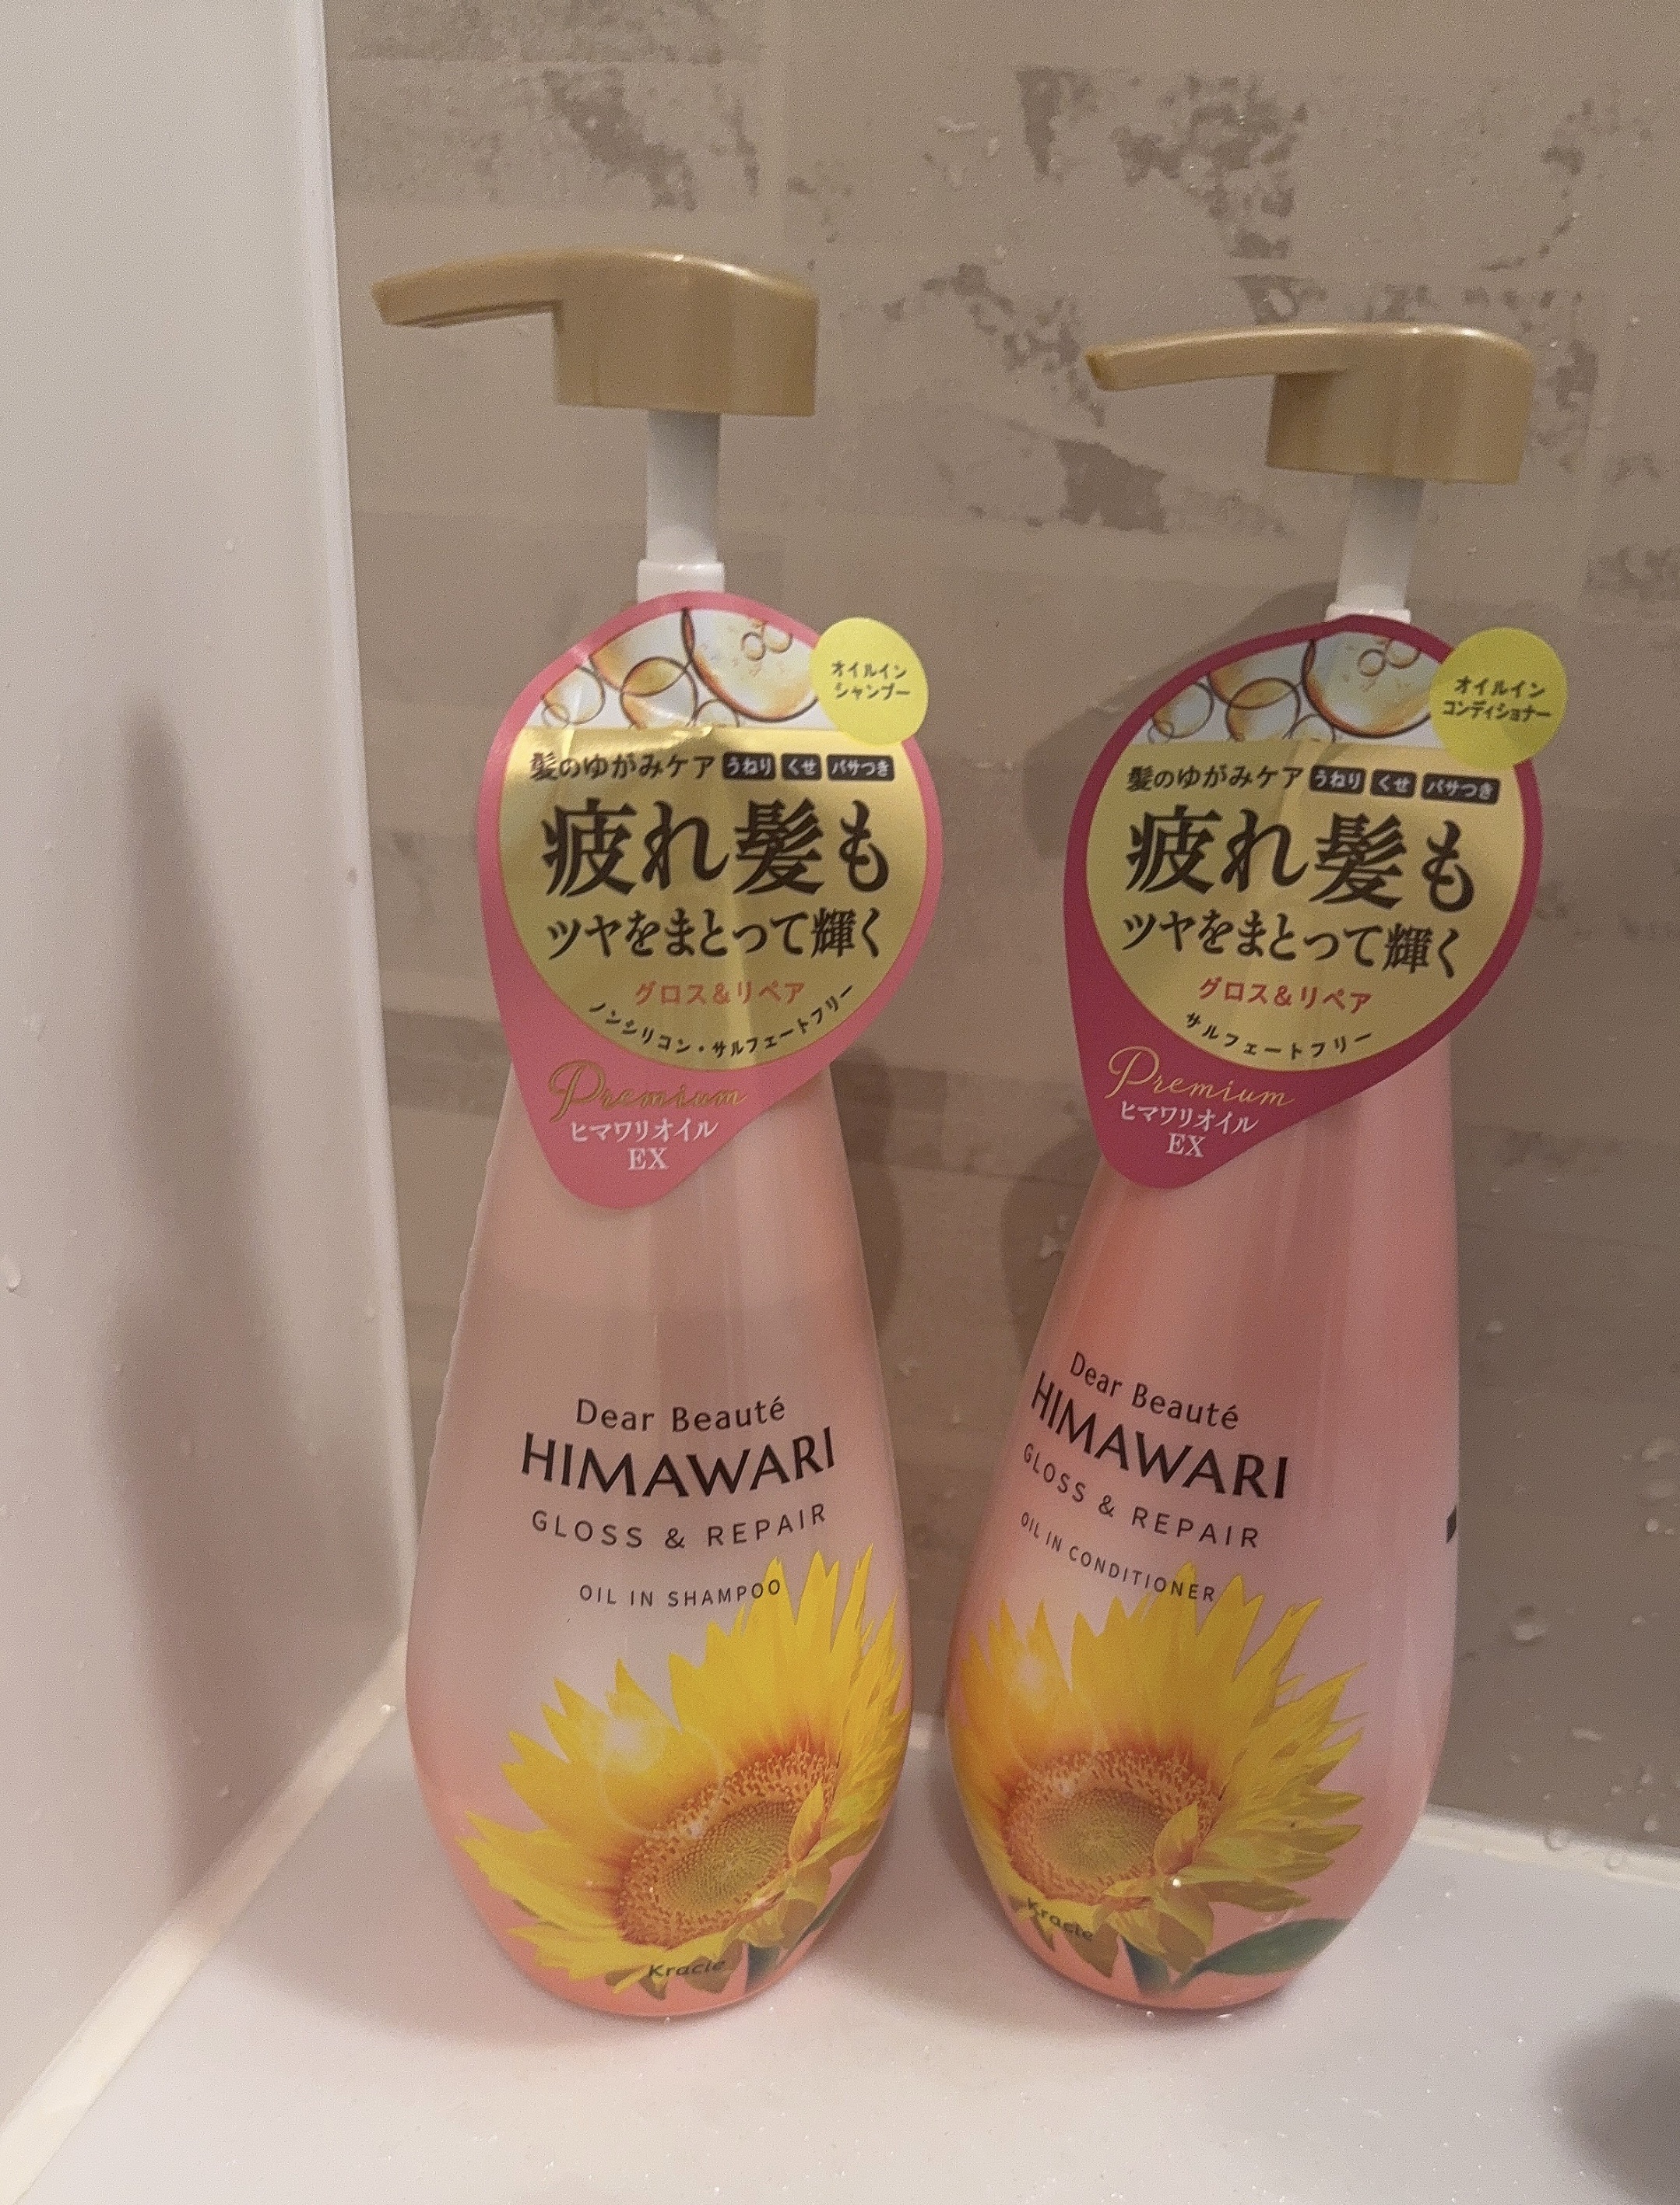 オイルイン
シャンプー
髪のゆがみケア うねり くせ パサつき
疲れ髪も
ツヤをまとって輝く
グロス&リペア
ノンシリコン・サルフェートフリー
Premium
ヒマワリオイル
EX
Dear Beauté
HIMAWARI
GLOSS & REPAIR
OIL IN SHAMPOO
Kracie
オイルイン
コンディショナー
髪のゆがみケア うねり くせ パサつき
疲れ髪も
ツヤをまとって輝く
グロス&リペア
サルフェートフリー
Premium
ヒマワリオイル
EX
Dear Beauté
HIMAWARI
GLOSS & REPAIR
OIL IN CONDITIONER
Kracie